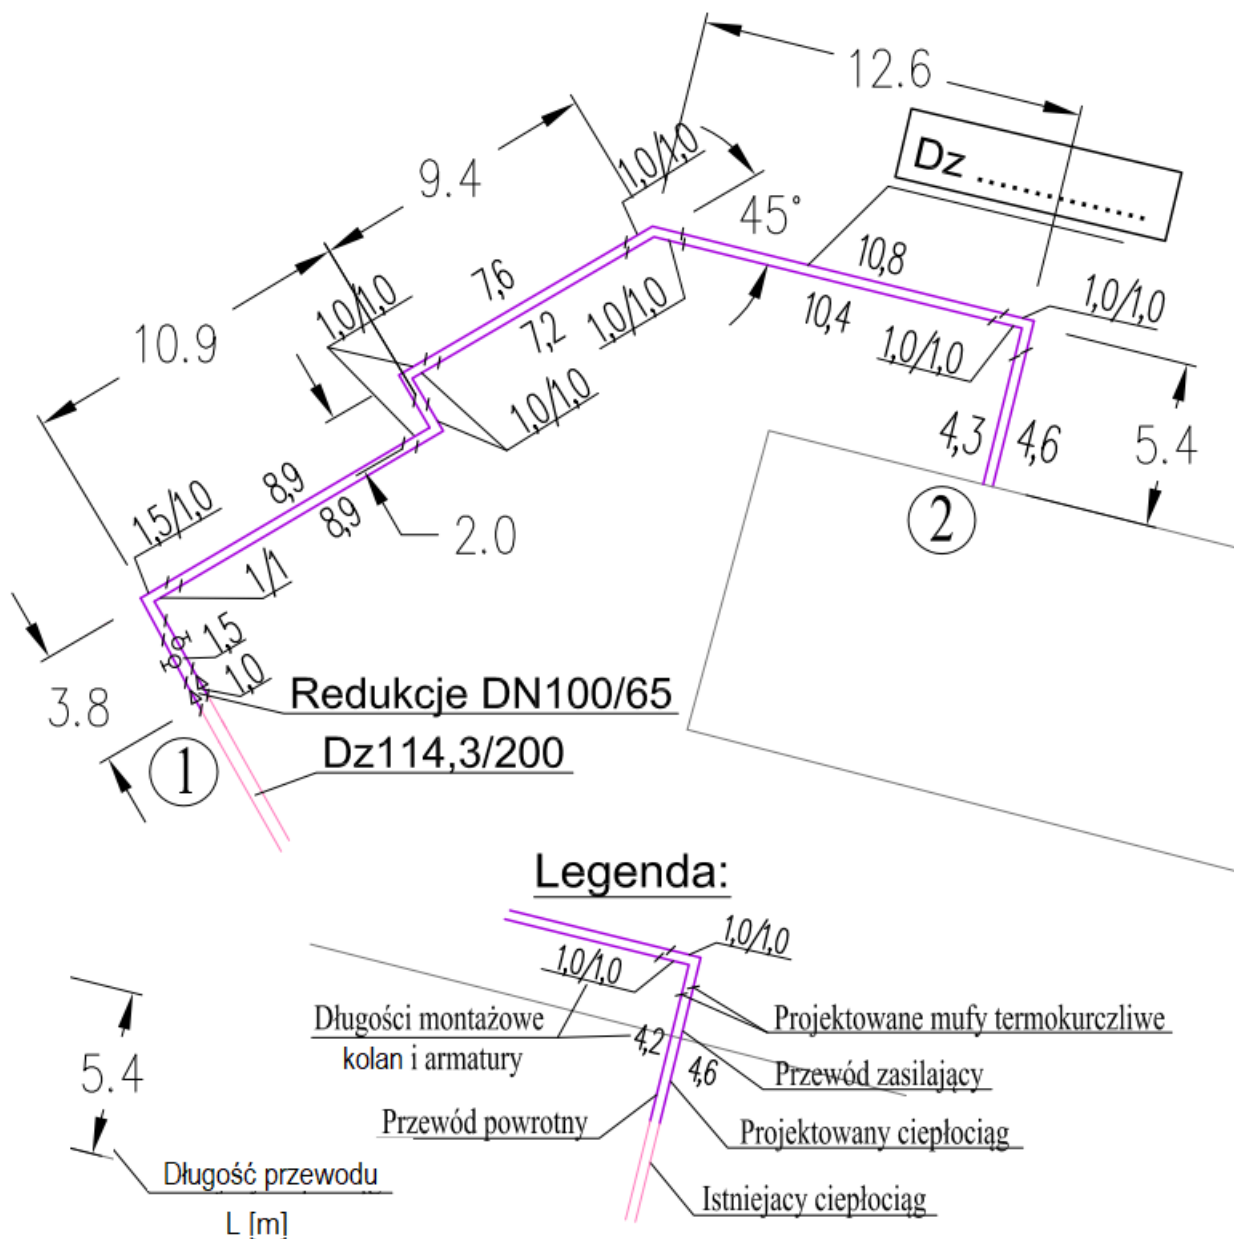 12.6
Dz ..............
9.4
1,0/1,0
45°
10,8
10,4
7,6
7,2
1,0/1,0
1,0/1,0
1,0/1,0
1,0/1,0
1,0/1,0
10.9
4,3
4,6
5.4
2
8,9
8,9
2.0
1,5/1,0
1/1
1,5
1,0
3.8
Redukcje DN100/65
1
Dz114,3/200
Legenda:
1,0/1,0
1,0/1,0
Długości montażowe
kolan i armatury
4,2
4,6
Projektowane mufy termokurczliwe
Przewód zasilający
5.4
Przewód powrotny
Projektowany ciepłociąg
Długość przewodu
L [m]
Istniejacy ciepłociąg